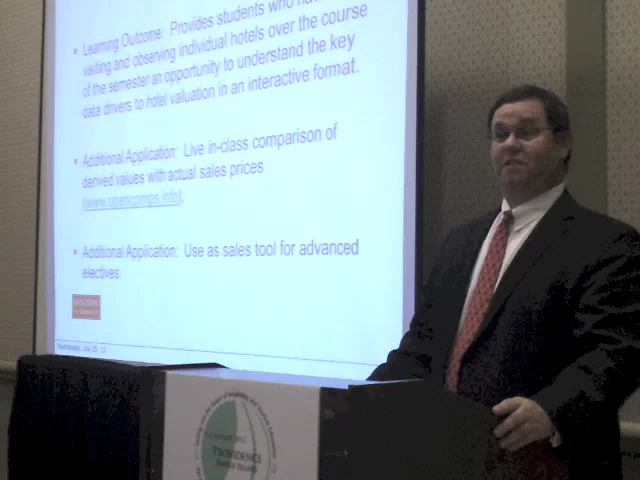 Learning Outcome: Provides students who
visiting and observing individual hotels over the course
of the semester an opportunity to understand the key
data drivers to hotel valuation in an interactive format.
Additional Application: Live in-class comparison of
derived values with actual sales prices
(www.opencomps.info).
Additional Application: Use as sales tool for advanced
electives.
PROVIDENCE